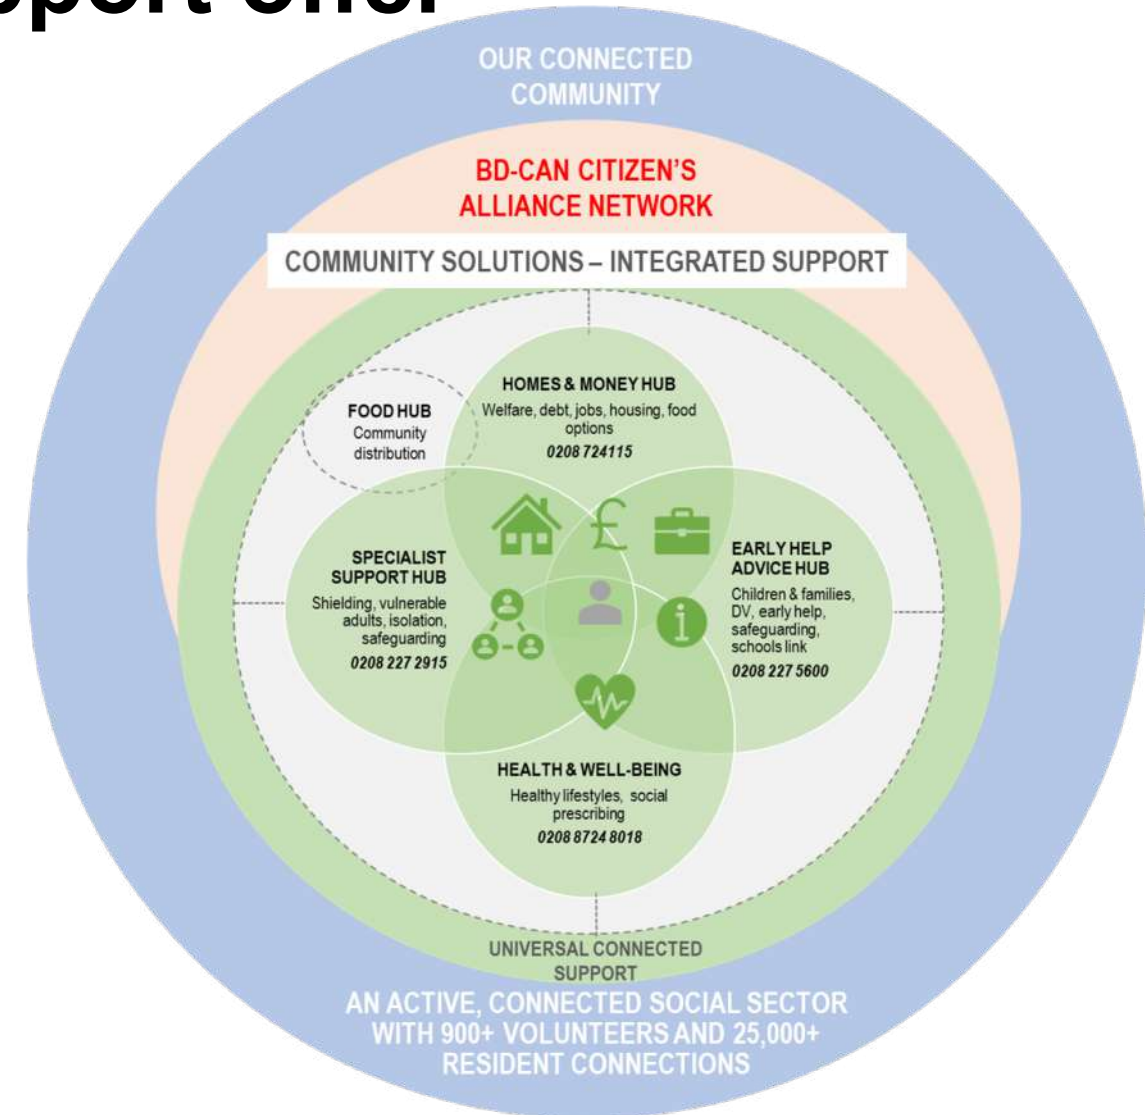 OUR CONNECTED
COMMUNITY
BD-CAN CITIZEN'S
ALLIANCE NETWORK
COMMUNITY SOLUTIONS – INTEGRATED SUPPORT
HOMES & MONEY HUB
Welfare, debt, jobs, housing, food
options
0208 724115
FOOD HUB
Community
distribution
SPECIALIST
SUPPORT HUB
Shielding, vulnerable
adults, isolation,
safeguarding
0208 227 2915
EARLY HELP
ADVICE HUB
Children & families,
DV, early help,
safeguarding,
schools link
0208 227 5600
HEALTH & WELL-BEING
Healthy lifestyles, social
prescribing
0208 8724 8018
UNIVERSAL CONNECTED
SUPPORT
AN ACTIVE, CONNECTED SOCIAL SECTOR
WITH 900+ VOLUNTEERS AND 25,000+
RESIDENT CONNECTIONS